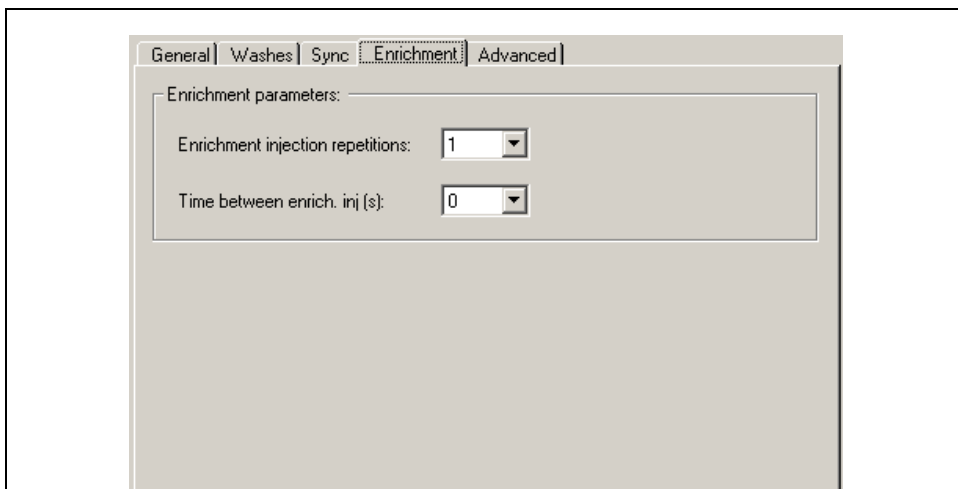 General Washes Sync Enrichment Advanced
Enrichment parameters:
Enrichment injection repetitions: 1
Time between enrich. inj (s): 0